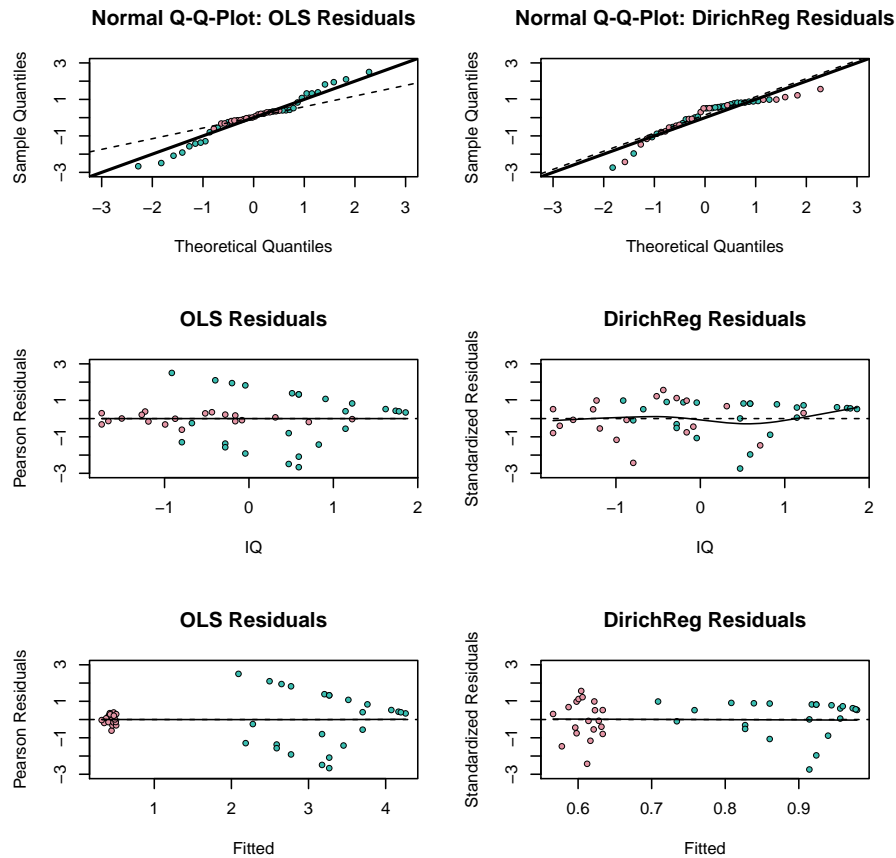 Normal Q-Q-Plot: OLS Residuals
Sample Quantiles
3
1
−1
−3
−3 −2 −1 0 1 2 3
Theoretical Quantiles
Normal Q-Q-Plot: DirichReg Residuals
Sample Quantiles
3
1
−1
−3
−3 −2 −1 0 1 2 3
Theoretical Quantiles
OLS Residuals
Pearson Residuals
3
1
−1
−3
−1 0 1 2
IQ
DirichReg Residuals
Standardized Residuals
3
1
−1
−3
−1 0 1 2
IQ
OLS Residuals
Pearson Residuals
3
1
−1
−3
1 2 3 4
Fitted
DirichReg Residuals
Standardized Residuals
3
1
−1
−3
0.6 0.7 0.8 0.9
Fitted